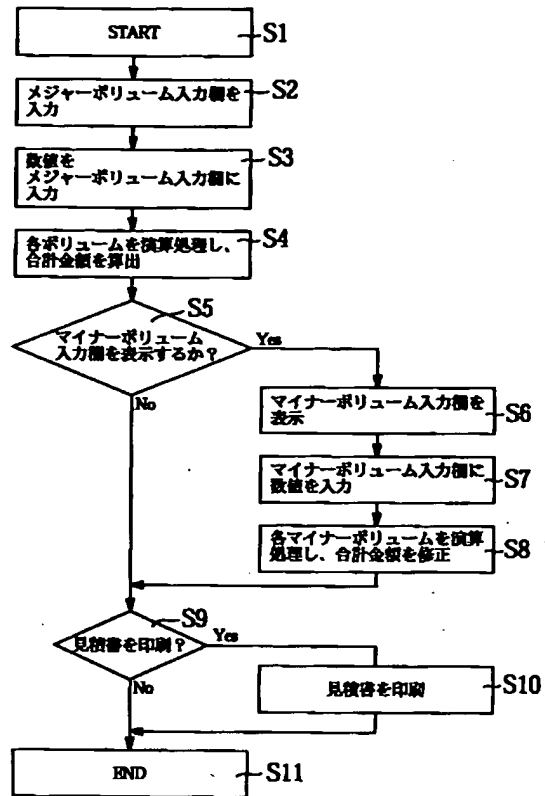 START
S1
メジャーボリューム入力欄を
入力
S2
数値を
メジャーボリューム入力欄に
入力
S3
各ボリュームを演算処理し、
合計金額を算出
S4
S5
マイナーボリューム
入力欄を表示するか？
Yes
No
マイナーボリューム入力欄を
表示
S6
マイナーボリューム入力欄に
数値を入力
S7
各マイナーボリュームを演算
処理し、合計金額を修正
S8
S9
見積書を印刷？
Yes
No
見積書を印刷
S10
END
S11